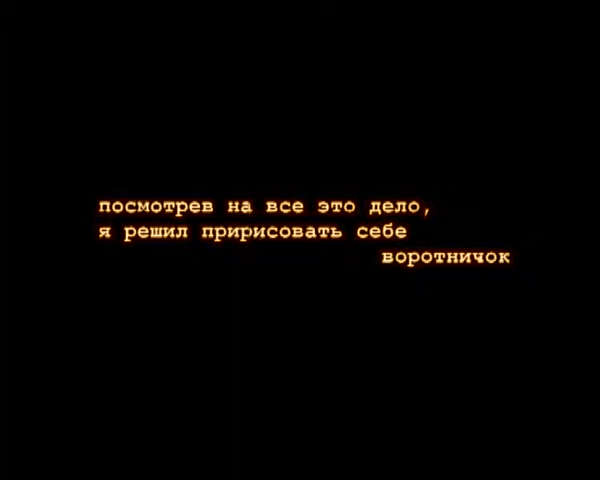 посмотрев на все это дело,
я решил пририсовать себе
воротничок